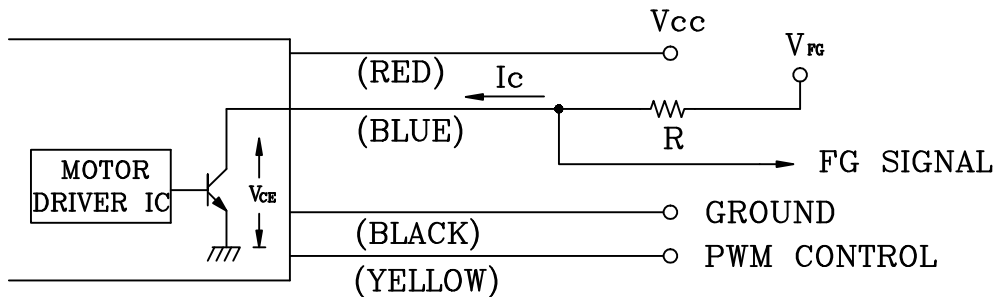 Vcc
VFG
(RED)
Ic
(BLUE)
R
FG SIGNAL
MOTOR
DRIVER IC
VCE
GROUND
(BLACK)
PWM CONTROL
(YELLOW)